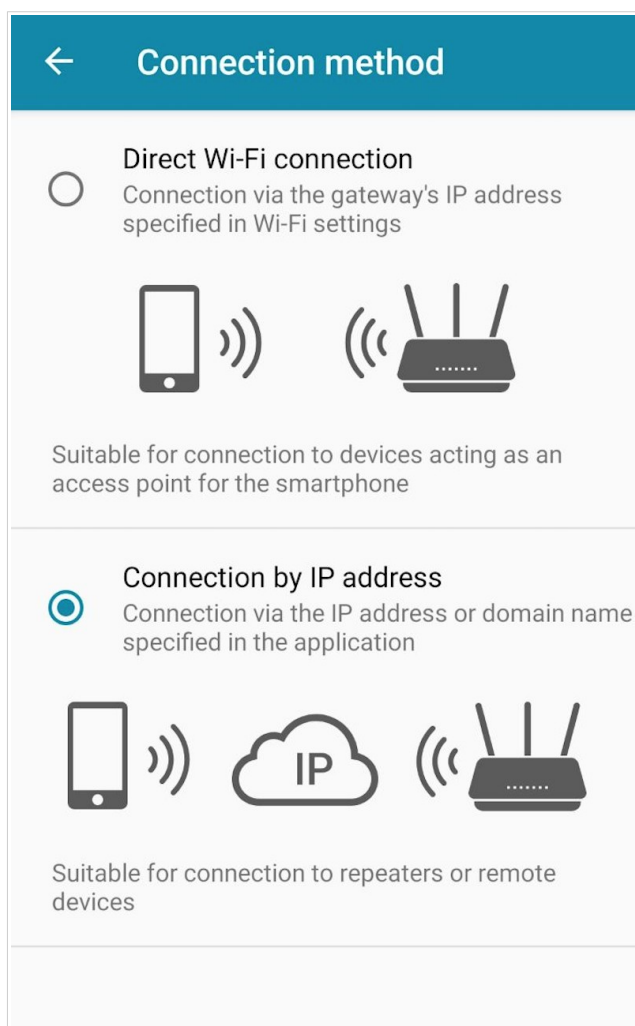 Connection method
Direct Wi-Fi connection
Connection via the gateway's IP address
specified in Wi-Fi settings
Suitable for connection to devices acting as an
access point for the smartphone
Connection by IP address
Connection via the IP address or domain name
specified in the application
IP
Suitable for connection to repeaters or remote
devices